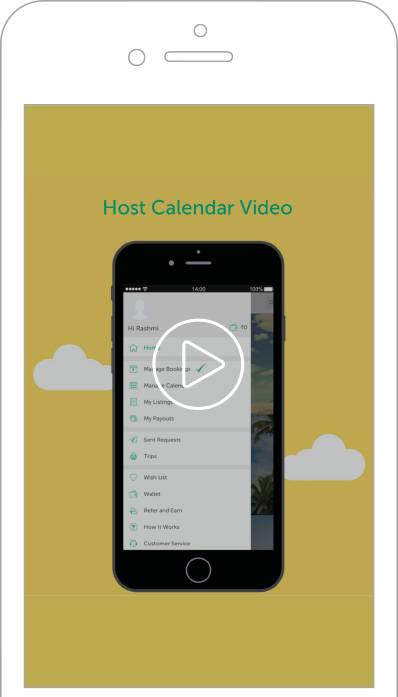 Host Calendar Video
14:00
100%
Hi Rashmi
₹0
Home
Manage Bookings
Manage Calendar
My Listings
My Payouts
Sent Requests
Trips
Wish List
Wallet
Refer and Earn
How It Works
Customer Service